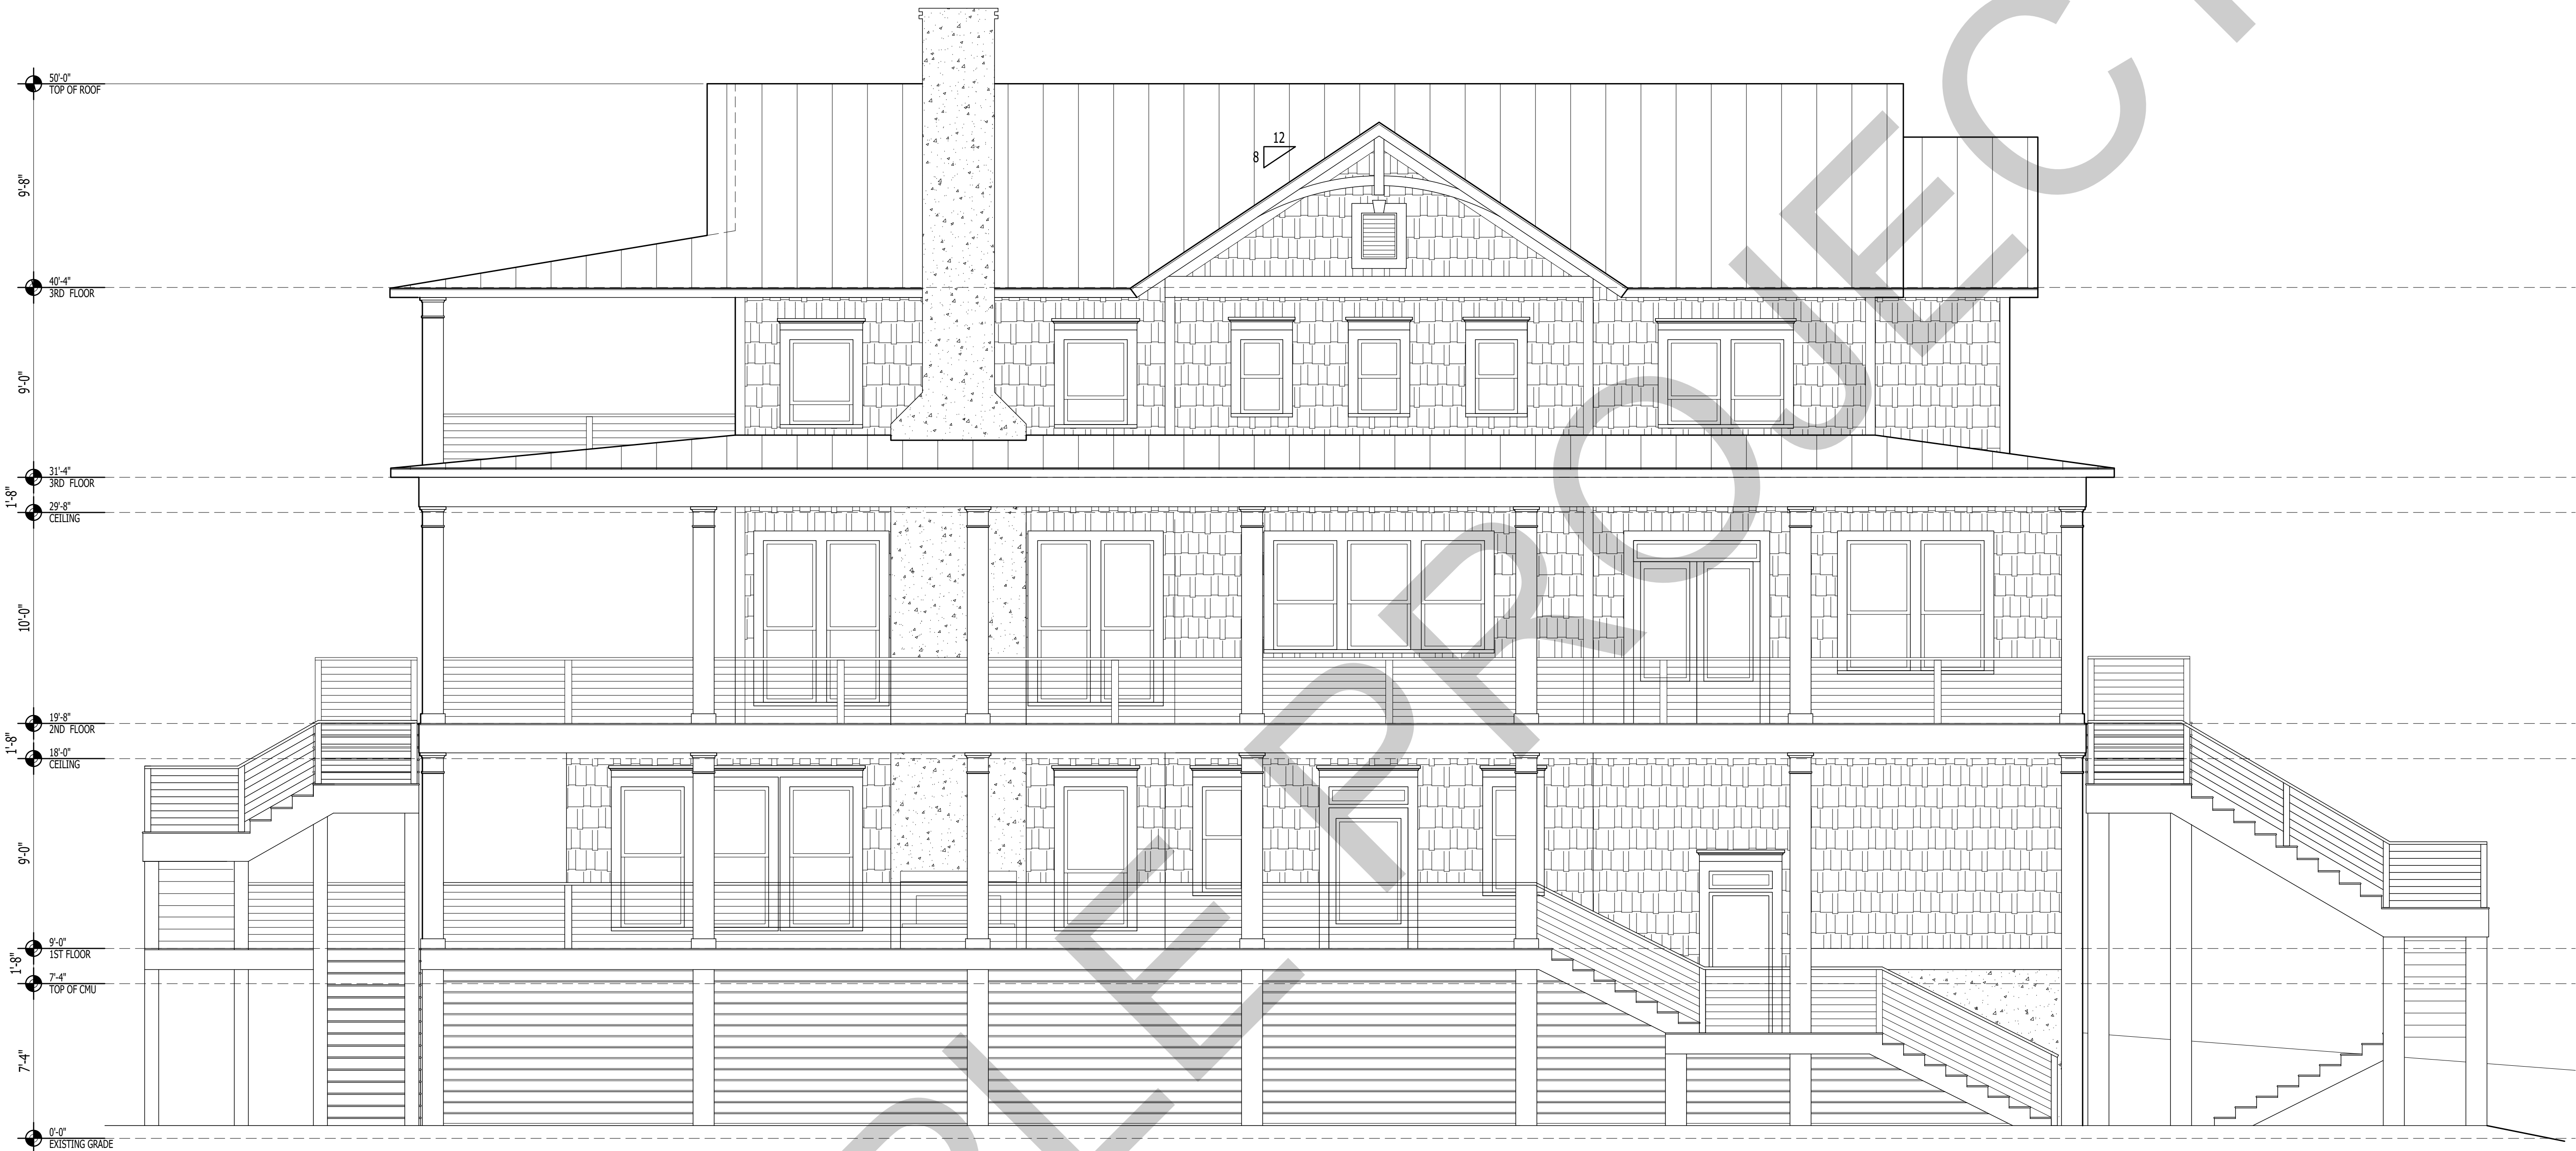 50'-0"
TOP OF ROOF
12
8
9'-8"
40'-4"
3RD FLOOR
9'-0"
31'-4"
3RD FLOOR
1'-8"
29'-8"
CEILING
10'-0"
19'-8"
2ND FLOOR
1'-8"
18'-0"
CEILING
9'-0"
9'-0"
1ST FLOOR
1'-8"
7'-4"
TOP OF CMU
7'-4"
0'-0"
EXISTING GRADE
PLE PROJECT